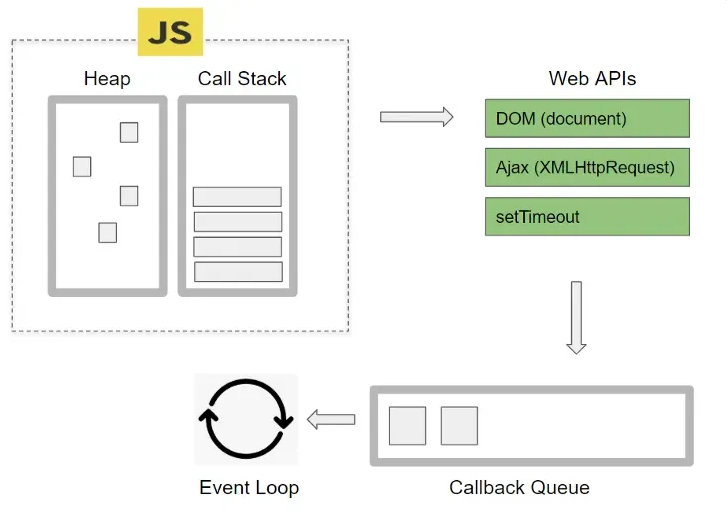 JS
Heap
Call Stack
Web APIs
DOM (document)
Ajax (XMLHttpRequest)
setTimeout
Event Loop
Callback Queue